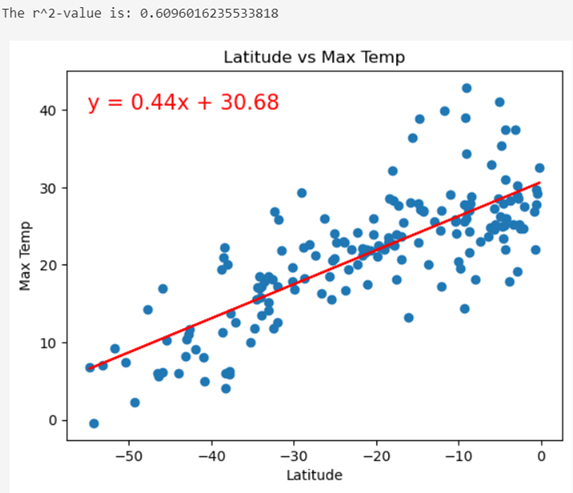 The r^2-value is: 0.6096016235533818
Latitude vs Max Temp
y = 0.44x + 30.68
40
30
20
10
0
Max Temp
−50 −40 −30 −20 −10 0
Latitude